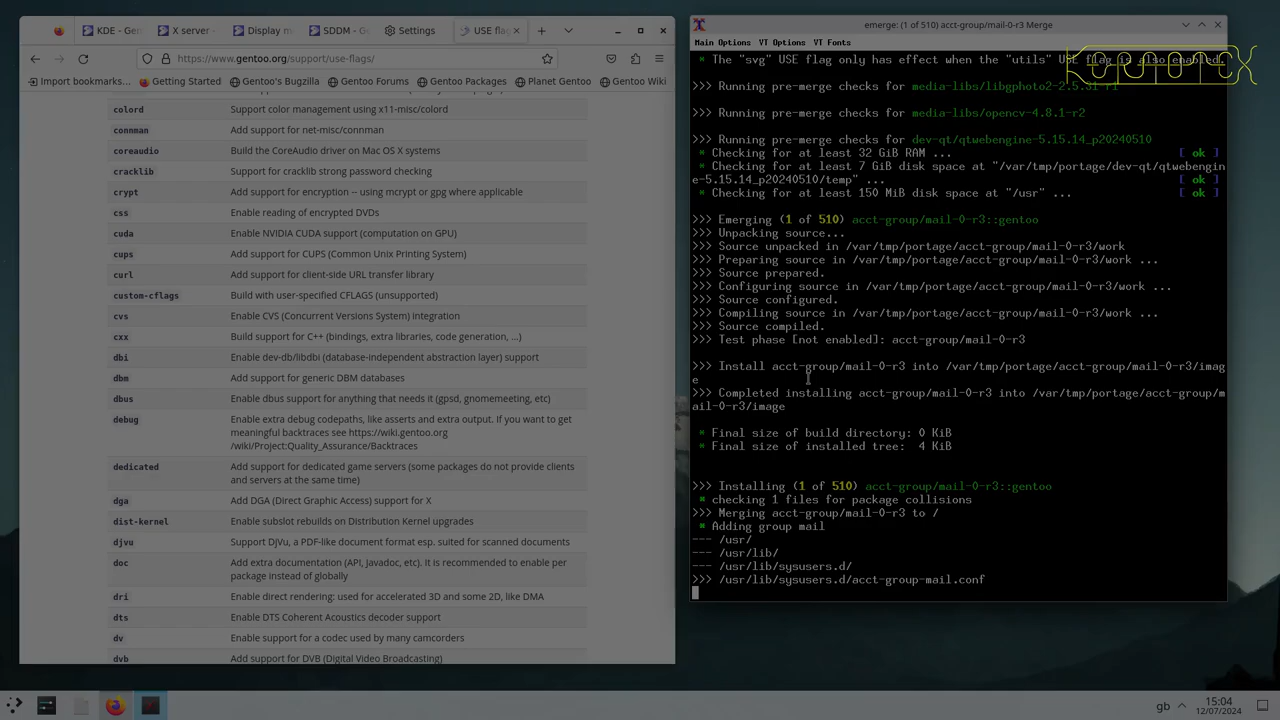 KDE - Gen
X server -
Display m
SDDM - G
Settings
USE flag
https://www.gentoo.org/support/use-flags/
Import bookmarks...
Getting Started
Gentoo's Bugzilla
Gentoo Forums
Gentoo Packages
Planet Gentoo
Gentoo Wiki
colord Support color management using x11-misc/colord
connman Add support for net-misc/connman
coreaudio Build the CoreAudio driver on Mac OS X systems
cracklib Support for cracklib strong password checking
crypt Add support for encryption -- using mcrypt or gpg where applicable
css Enable reading of encrypted DVDs
cuda Enable NVIDIA CUDA support (computation on GPU)
cups Add support for CUPS (Common Unix Printing System)
curl Add support for client-side URL transfer library
custom-cflags Build with user-specified CFLAGS (unsupported)
cvs Enable CVS (Concurrent Versions System) integration
cxx Build support for C++ (bindings, extra libraries, code generation, ...)
dbi Enable dev-db/libdbi (database-independent abstraction layer) support
dbm Add support for generic DBM databases
dbus Enable dbus support for anything that needs it (gpsd, gnomemeeting, etc)
debug Enable extra debug codepaths, like asserts and extra output. If you want to get
meaningful backtraces see https://wiki.gentoo.org
/wiki/Project:Quality_Assurance/Backtraces
dedicated Add support for dedicated game servers (some packages do not provide clients
and servers at the same time)
dga Add DGA (Direct Graphic Access) support for X
dist-kernel Enable subslot rebuilds on Distribution Kernel upgrades
djvu Support DjVu, a PDF-like document format esp. suited for scanned documents
doc Add extra documentation (API, Javadoc, etc). It is recommended to enable per
package instead of globally
dri Enable direct rendering: used for accelerated 3D and some 2D, like DMA
dts Enable DTS Coherent Acoustics decoder support
dv Enable support for a codec used by many camcorders
dvb Add support for DVB (Digital Video Broadcasting)
emerge: (1 of 510) acct-group/mail-0-r3 Merge
Main Options VT Options VT Fonts
* The "svg" USE flag only has effect when the "utils" USE flag is also enabled.
>>> Running pre-merge checks for media-libs/libgphoto2-2.5.31-r1
>>> Running pre-merge checks for media-libs/opencv-4.8.1-r2
>>> Running pre-merge checks for dev-qt/qtwebengine-5.15.14_p20240510
* Checking for at least 32 GiB RAM ... [ ok ]
* Checking for at least 7 GiB disk space at "/var/tmp/portage/dev-qt/qtwebengin
e-5.15.14_p20240510/temp" ... [ ok ]
* Checking for at least 150 MiB disk space at "/usr" ... [ ok ]
>>> Emerging (1 of 510) acct-group/mail-0-r3::gentoo
>>> Unpacking source...
>>> Source unpacked in /var/tmp/portage/acct-group/mail-0-r3/work
>>> Preparing source in /var/tmp/portage/acct-group/mail-0-r3/work ...
>>> Source prepared.
>>> Configuring source in /var/tmp/portage/acct-group/mail-0-r3/work ...
>>> Source configured.
>>> Compiling source in /var/tmp/portage/acct-group/mail-0-r3/work ...
>>> Source compiled.
>>> Test phase [not enabled]: acct-group/mail-0-r3
>>> Install acct-group/mail-0-r3 into /var/tmp/portage/acct-group/mail-0-r3/imag
e
>>> Completed installing acct-group/mail-0-r3 into /var/tmp/portage/acct-group/m
ail-0-r3/image
* Final size of build directory: 0 KiB
* Final size of installed tree: 4 KiB
>>> Installing (1 of 510) acct-group/mail-0-r3::gentoo
* checking 1 files for package collisions
>>> Merging acct-group/mail-0-r3 to /
* Adding group mail
--- /usr/
--- /usr/lib/
--- /usr/lib/sysusers.d/
>>> /usr/lib/sysusers.d/acct-group-mail.conf
gb
15:04
12/07/2024